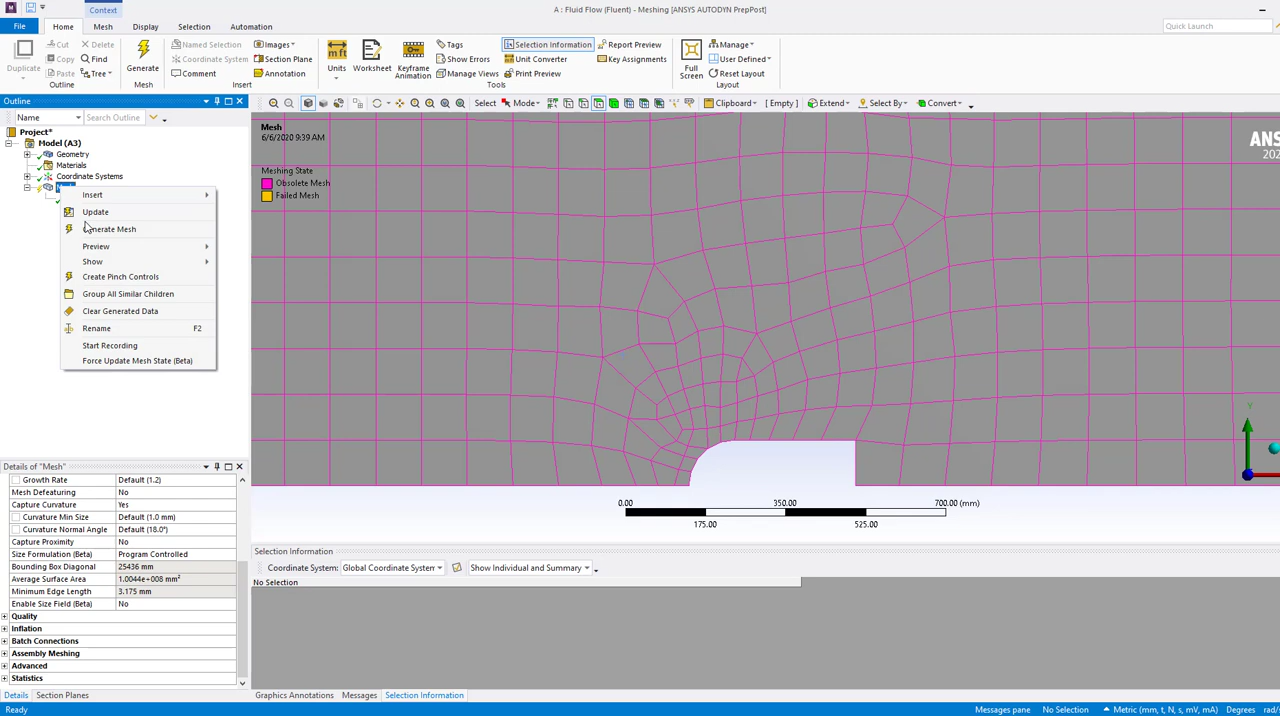 Context
A : Fluid Flow (Fluent) - Meshing [ANSYS AUTODYN PrepPost]
File Home Mesh Display Selection Automation Quick Launch
Duplicate Cut Delete Copy Find Paste Tree Outline
Generate Mesh
Named Selection Coordinate System Comment Images Section Plane Annotation Insert
Units Worksheet Keyframe Animation Tags Show Errors Manage Views Selection Information Unit Converter Print Preview Report Preview Key Assignments Tools
Full Screen Manage User Defined Reset Layout Layout
Outline
Name Search Outline
Select Mode Clipboard [ Empty ] Extend Select By Convert
Project*
Model (A3)
Geometry
Materials
Coordinate Systems
Insert
Update
Generate Mesh
Preview
Show
Create Pinch Controls
Group All Similar Children
Clear Generated Data
Rename F2
Start Recording
Force Update Mesh State (Beta)
Mesh
6/6/2020 9:39 AM
Meshing State
Obsolete Mesh
Failed Mesh
ANS
202
Y
0.00 350.00 700.00 (mm)
175.00 525.00
Details of "Mesh"
Growth Rate Default (1.2)
Mesh Defeaturing No
Capture Curvature Yes
Curvature Min Size Default (1.0 mm)
Curvature Normal Angle Default (18.0°)
Capture Proximity No
Size Formulation (Beta) Program Controlled
Bounding Box Diagonal 25436 mm
Average Surface Area 1.0044e+008 mm²
Minimum Edge Length 3.175 mm
Enable Size Field (Beta) No
Quality
Inflation
Batch Connections
Assembly Meshing
Advanced
Statistics
Details Section Planes
Selection Information
Coordinate System: Global Coordinate System Show Individual and Summary
No Selection
Graphics Annotations Messages Selection Information
Ready Messages pane No Selection Metric (mm, t, N, s, mV, mA) Degrees rad/